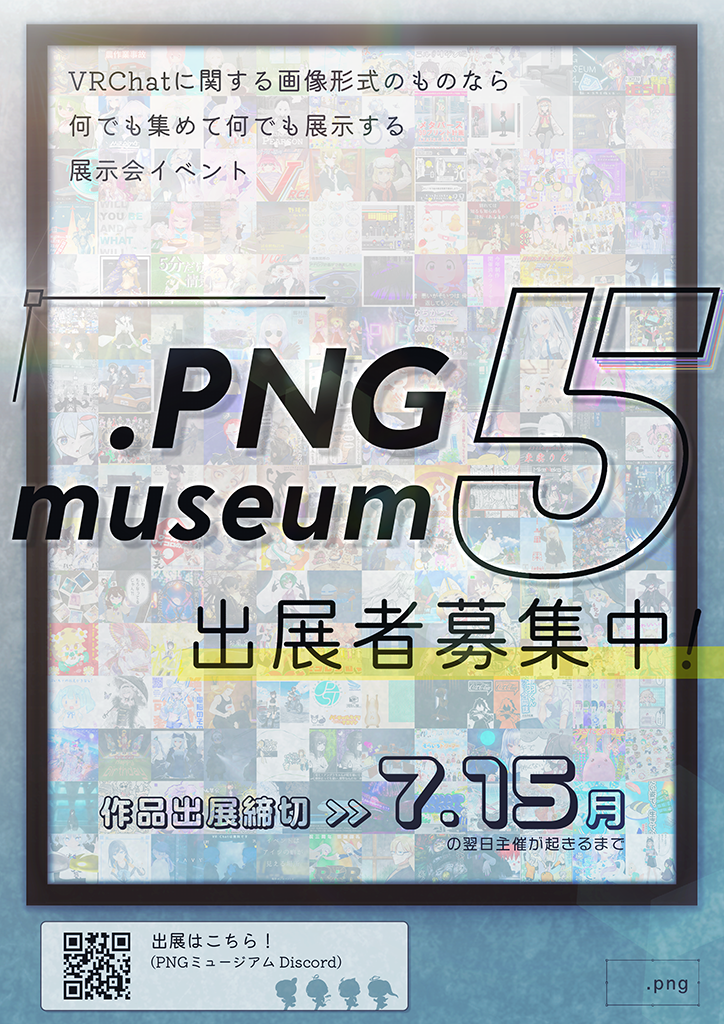 VRChatに関する画像形式のものなら
何でも集めて何でも展示する
展示会イベント
.PNG
museum
5
出展者募集中!
作品出展締切 >> 7.15月
の翌日主催が起きるまで
出展はこちら！
(PNGミュージアム Discord)
.png